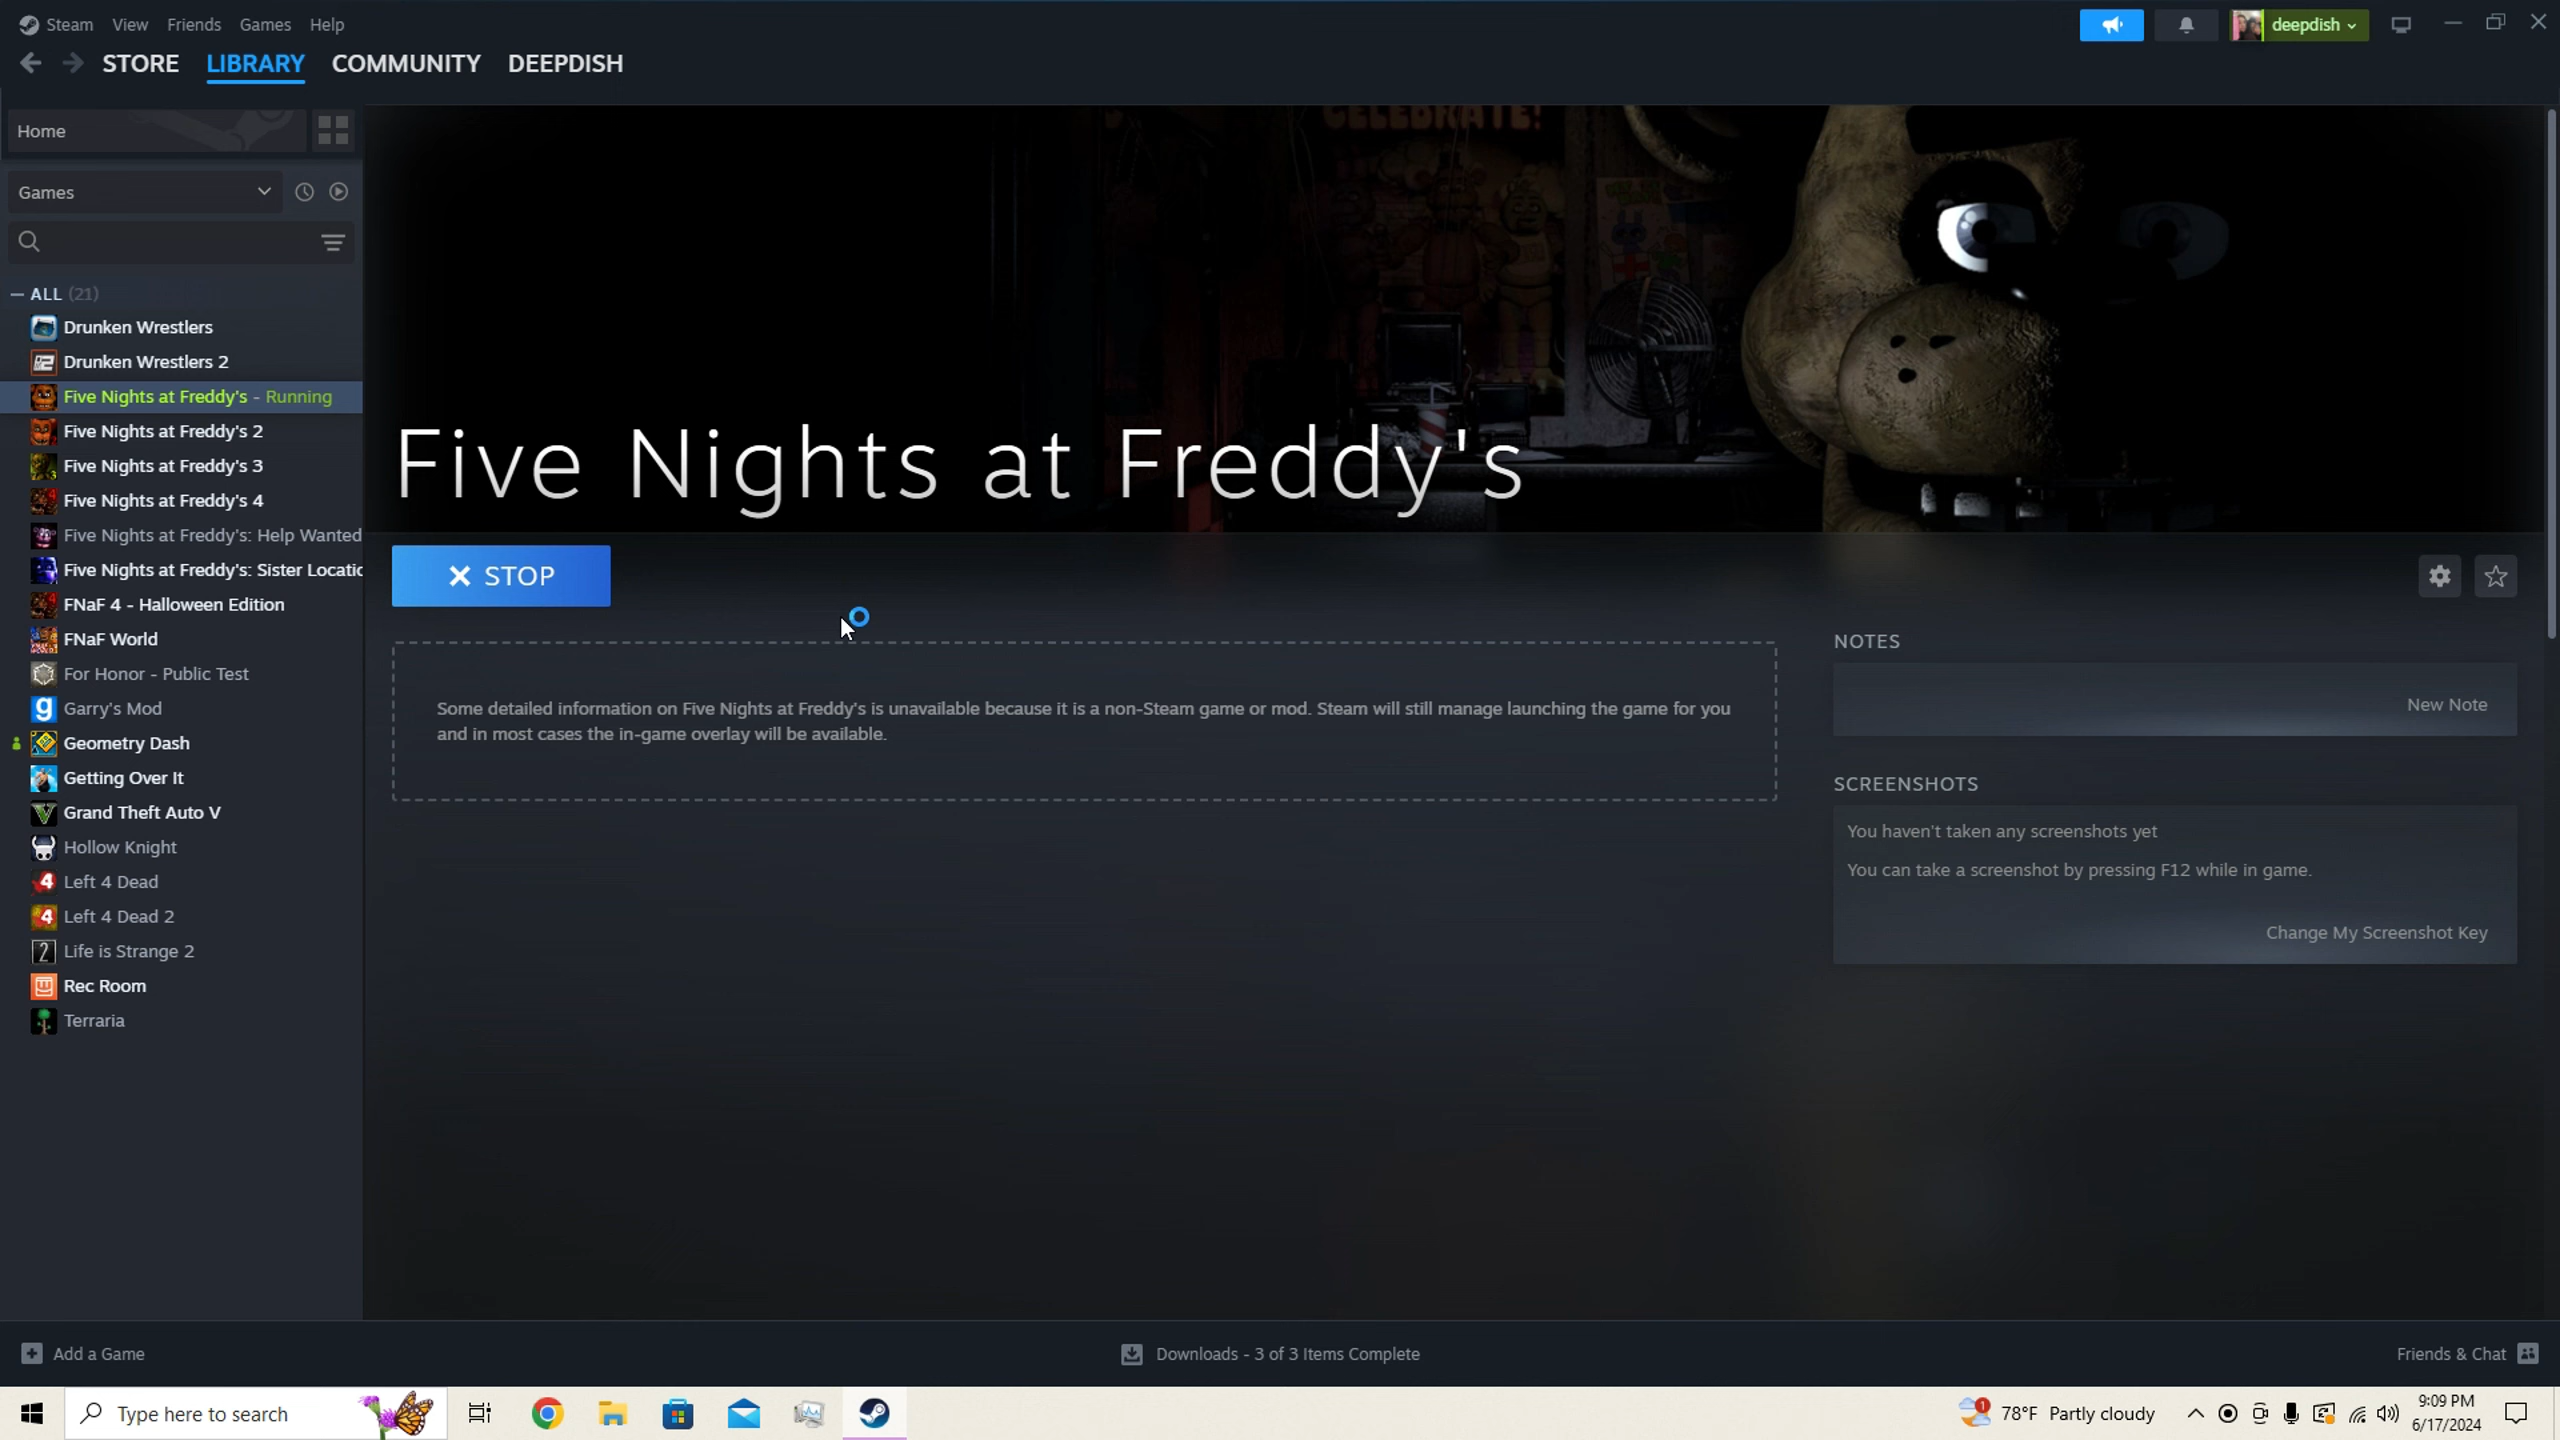 Steam View Friends Games Help
deepdish
STORE LIBRARY COMMUNITY DEEPDISH
CELEBRATE!
Home
Games
ALL (21)
Drunken Wrestlers
Drunken Wrestlers 2
Five Nights at Freddy's - Running
Five Nights at Freddy's 2
Five Nights at Freddy's 3
Five Nights at Freddy's 4
Five Nights at Freddy's: Help Wanted
Five Nights at Freddy's: Sister Locatic
FNaF 4 - Halloween Edition
FNaF World
For Honor - Public Test
Garry's Mod
Geometry Dash
Getting Over It
Grand Theft Auto V
Hollow Knight
Left 4 Dead
Left 4 Dead 2
Life is Strange 2
Rec Room
Terraria
Five Nights at Freddy's
STOP
Some detailed information on Five Nights at Freddy's is unavailable because it is a non-Steam game or mod. Steam will still manage launching the game for you
and in most cases the in-game overlay will be available.
NOTES
New Note
SCREENSHOTS
You haven't taken any screenshots yet
You can take a screenshot by pressing F12 while in game.
Change My Screenshot Key
Add a Game
Downloads - 3 of 3 Items Complete
Friends & Chat
Type here to search
1
78°F Partly cloudy
9:09 PM
6/17/2024